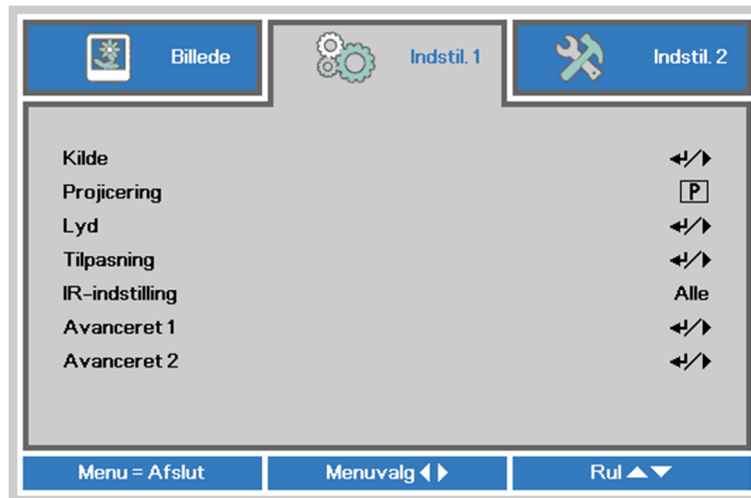 Billede
Indstil. 1
Indstil. 2
Kilde
Projicering P
Lyd
Tilpasning
IR-indstilling Alle
Avanceret 1
Avanceret 2
Menu = Afslut
Menuvalg
Rul